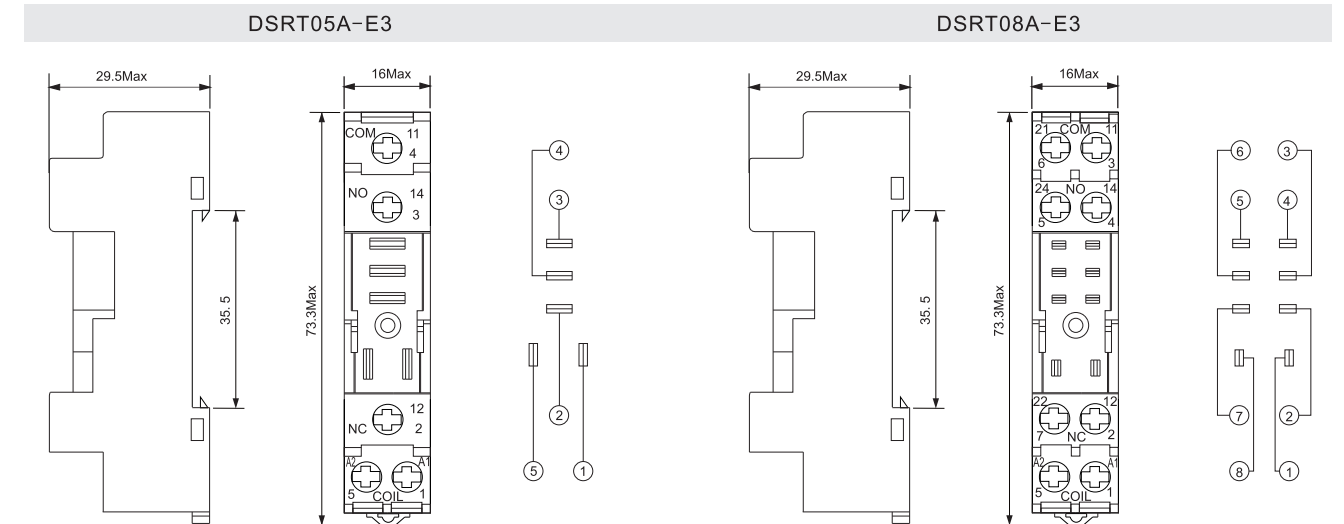 DSRT05A-E3
DSRT08A-E3
29.5Max
16Max
COM 11
4
NO 14
3
73.3Max
35.5
12
NC 2
A2 A1
5 COIL 1
④
③
②
⑤ ①
29.5Max
16Max
21 COM 11
6 3
24 NO 14
5 4
73.3Max
35.5
22 12
7 NC 2
A2 A1
5 COIL 1
⑥ ③
⑤ ④
⑦ ②
⑧ ①